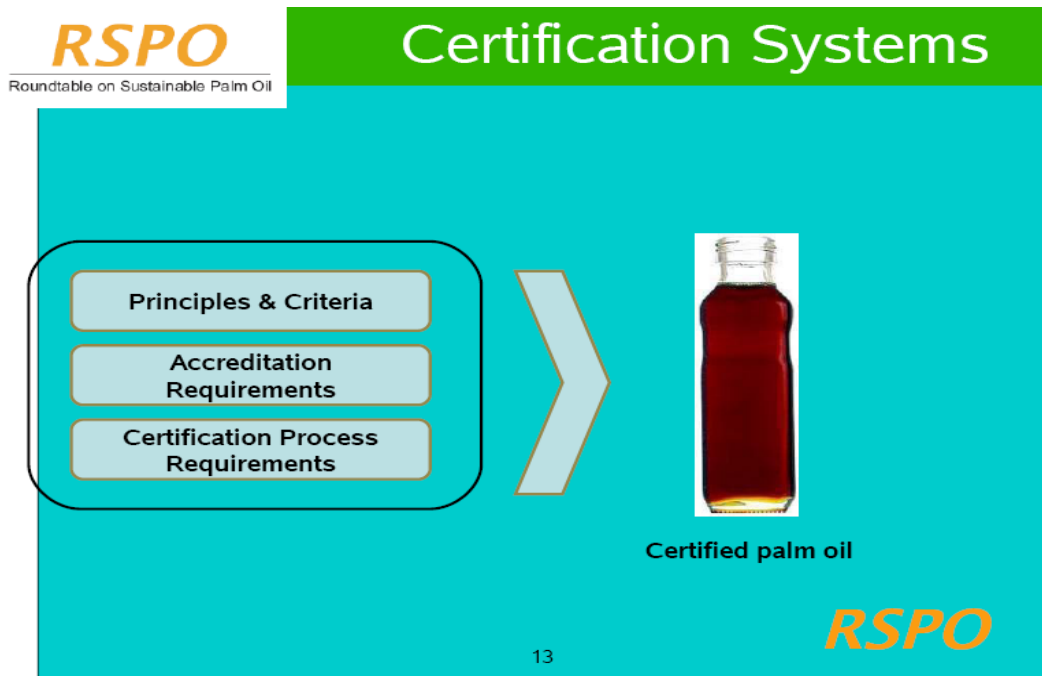 RSPO
Roundtable on Sustainable Palm Oil
Certification Systems
Principles & Criteria
Accreditation
Requirements
Certification Process
Requirements
Certified palm oil
RSPO
13